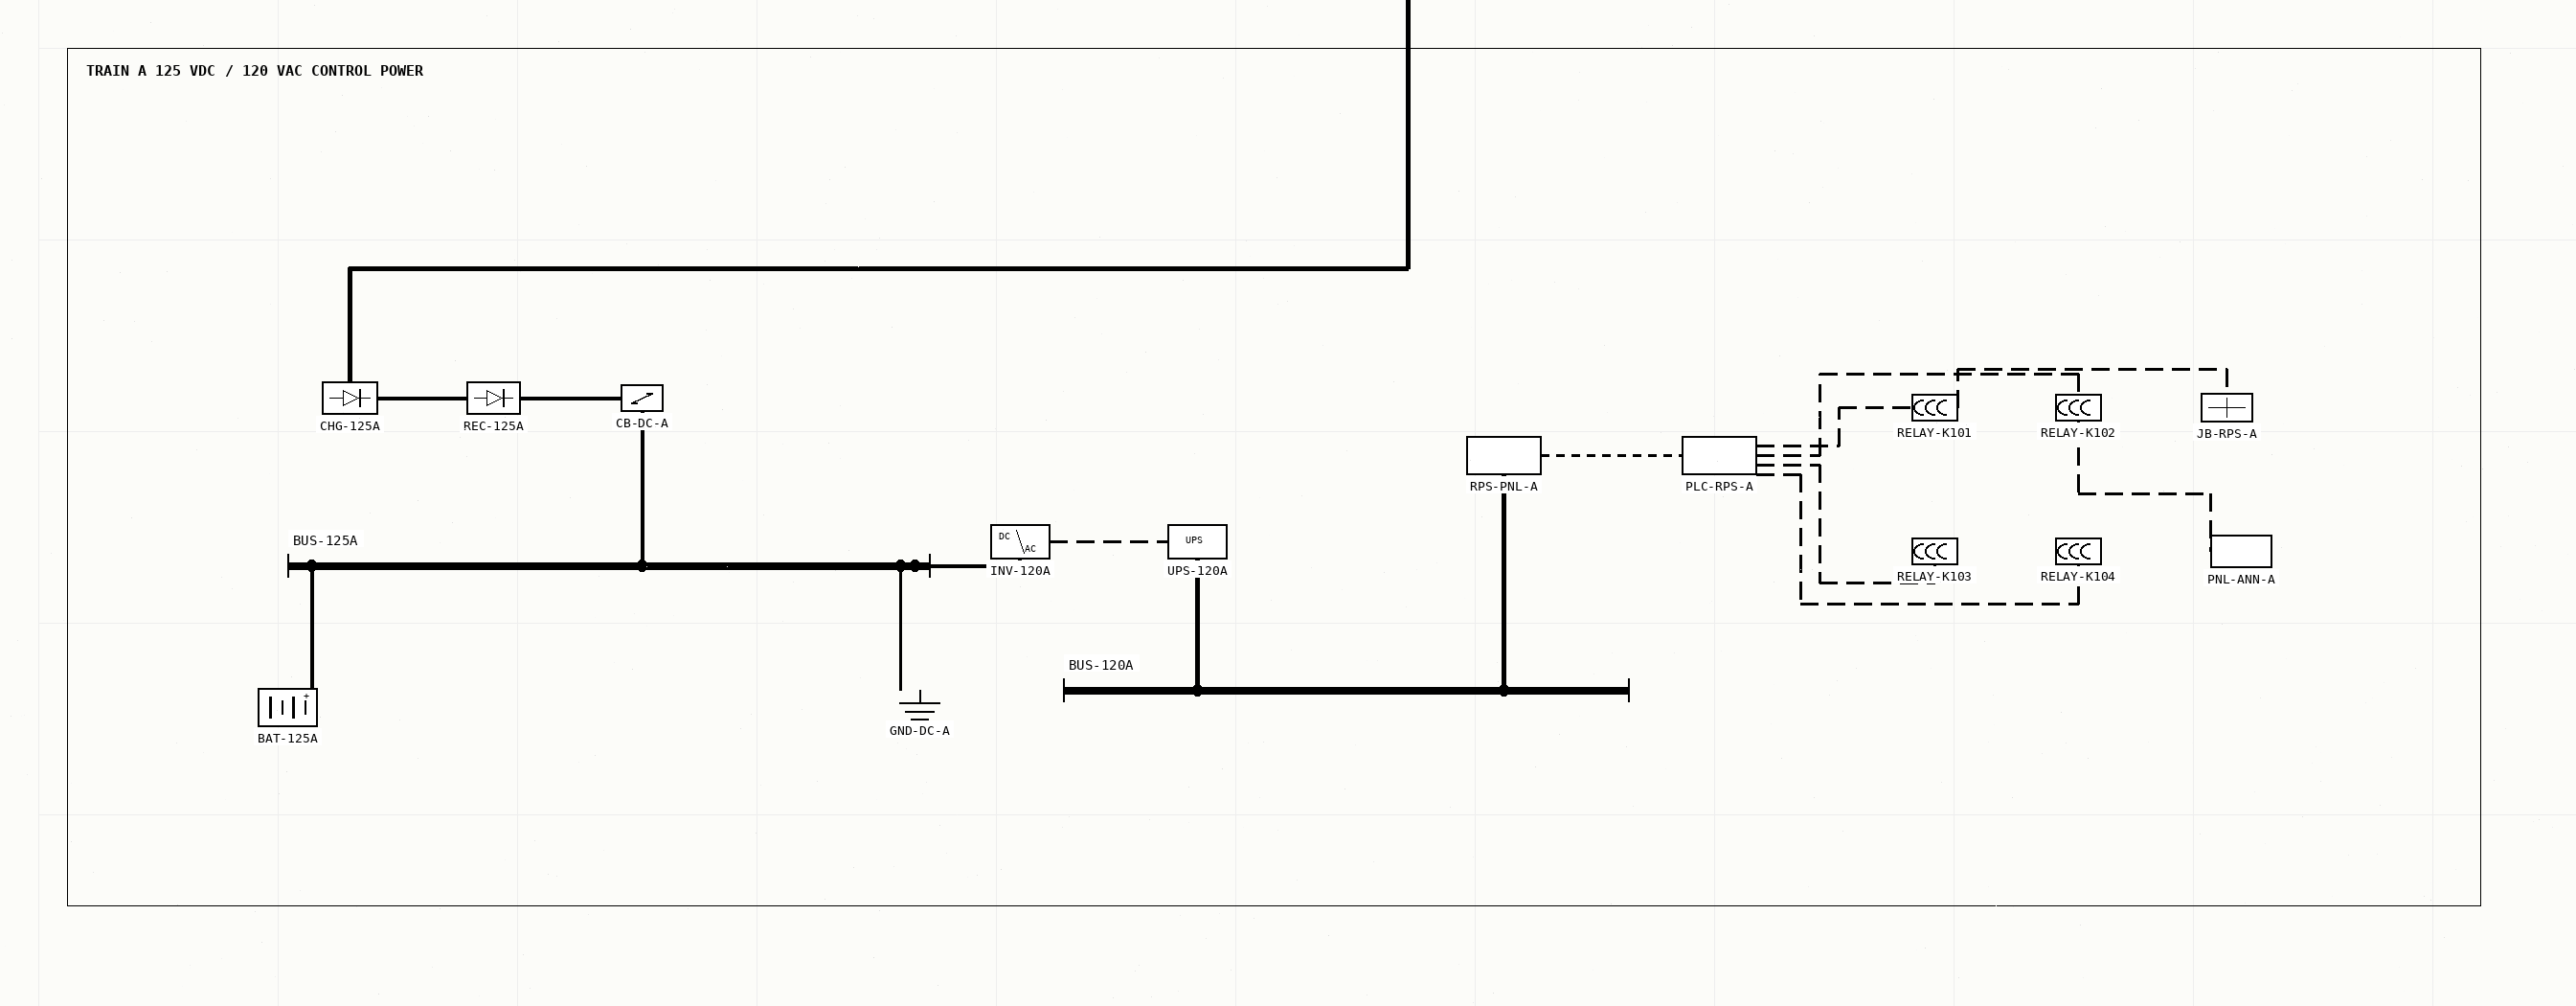 TRAIN A 125 VDC / 120 VAC CONTROL POWER
CHG-125A
REC-125A
CB-DC-A
RELAY-K101
RELAY-K102
JB-RPS-A
RPS-PNL-A
PLC-RPS-A
BUS-125A
DC
AC
INV-120A
UPS
UPS-120A
RELAY-K103
RELAY-K104
PNL-ANN-A
BUS-120A
+
BAT-125A
GND-DC-A